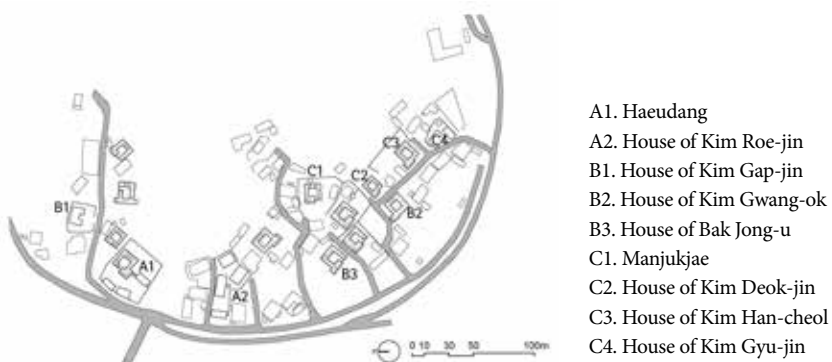 C4
C3
C1
C2
B1
B2
A1
B3
A2
0 10 30 50 100m
A1. Haeudang
A2. House of Kim Roe-jin
B1. House of Kim Gap-jin
B2. House of Kim Gwang-ok
B3. House of Bak Jong-u
C1. Manjukjae
C2. House of Kim Deok-jin
C3. House of Kim Han-cheol
C4. House of Kim Gyu-jin